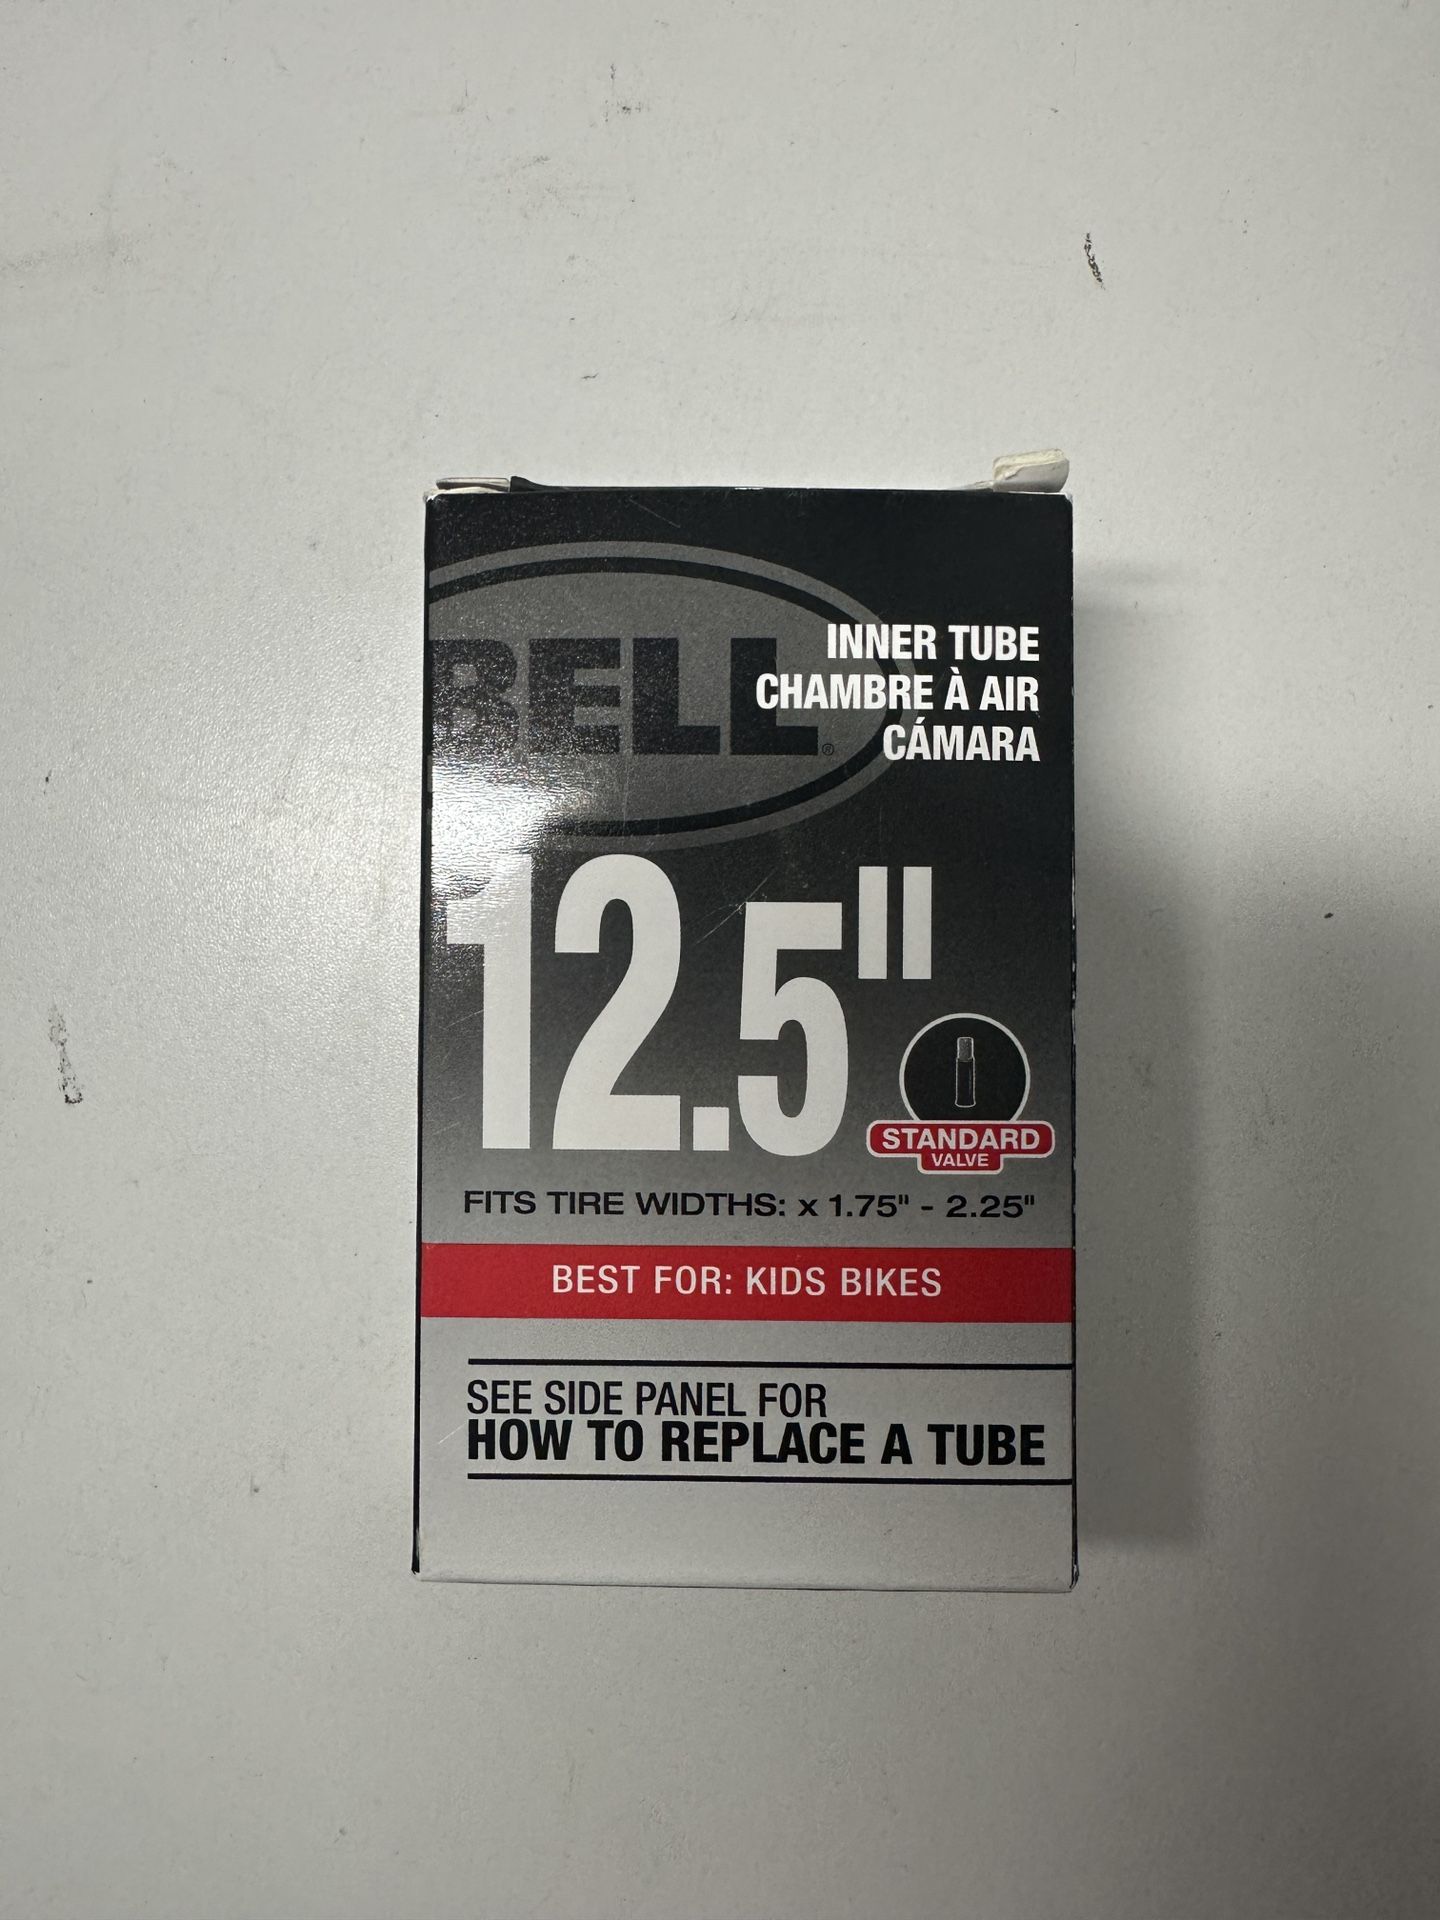 BELL®
INNER TUBE
CHAMBRE À AIR
CÁMARA
12.5"
STANDARD
VALVE
FITS TIRE WIDTHS: x 1.75" - 2.25"
BEST FOR: KIDS BIKES
SEE SIDE PANEL FOR
HOW TO REPLACE A TUBE